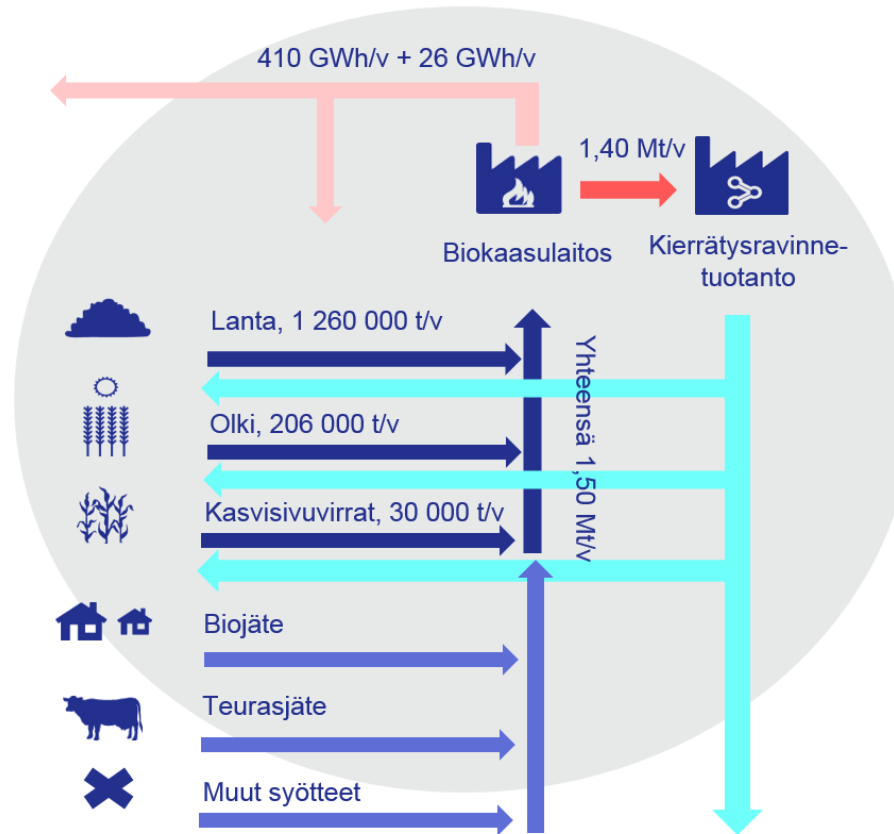 410 GWh/v + 26 GWh/v
1,40 Mt/v
Biokaasulaitos
Kierrätysravinne-
tuotanto
Lanta, 1 260 000 t/v
Olki, 206 000 t/v
Kasvisivuvirrat, 30 000 t/v
Yhteensä 1,50 Mt/v
Biojäte
Teurasjäte
Muut syötteet